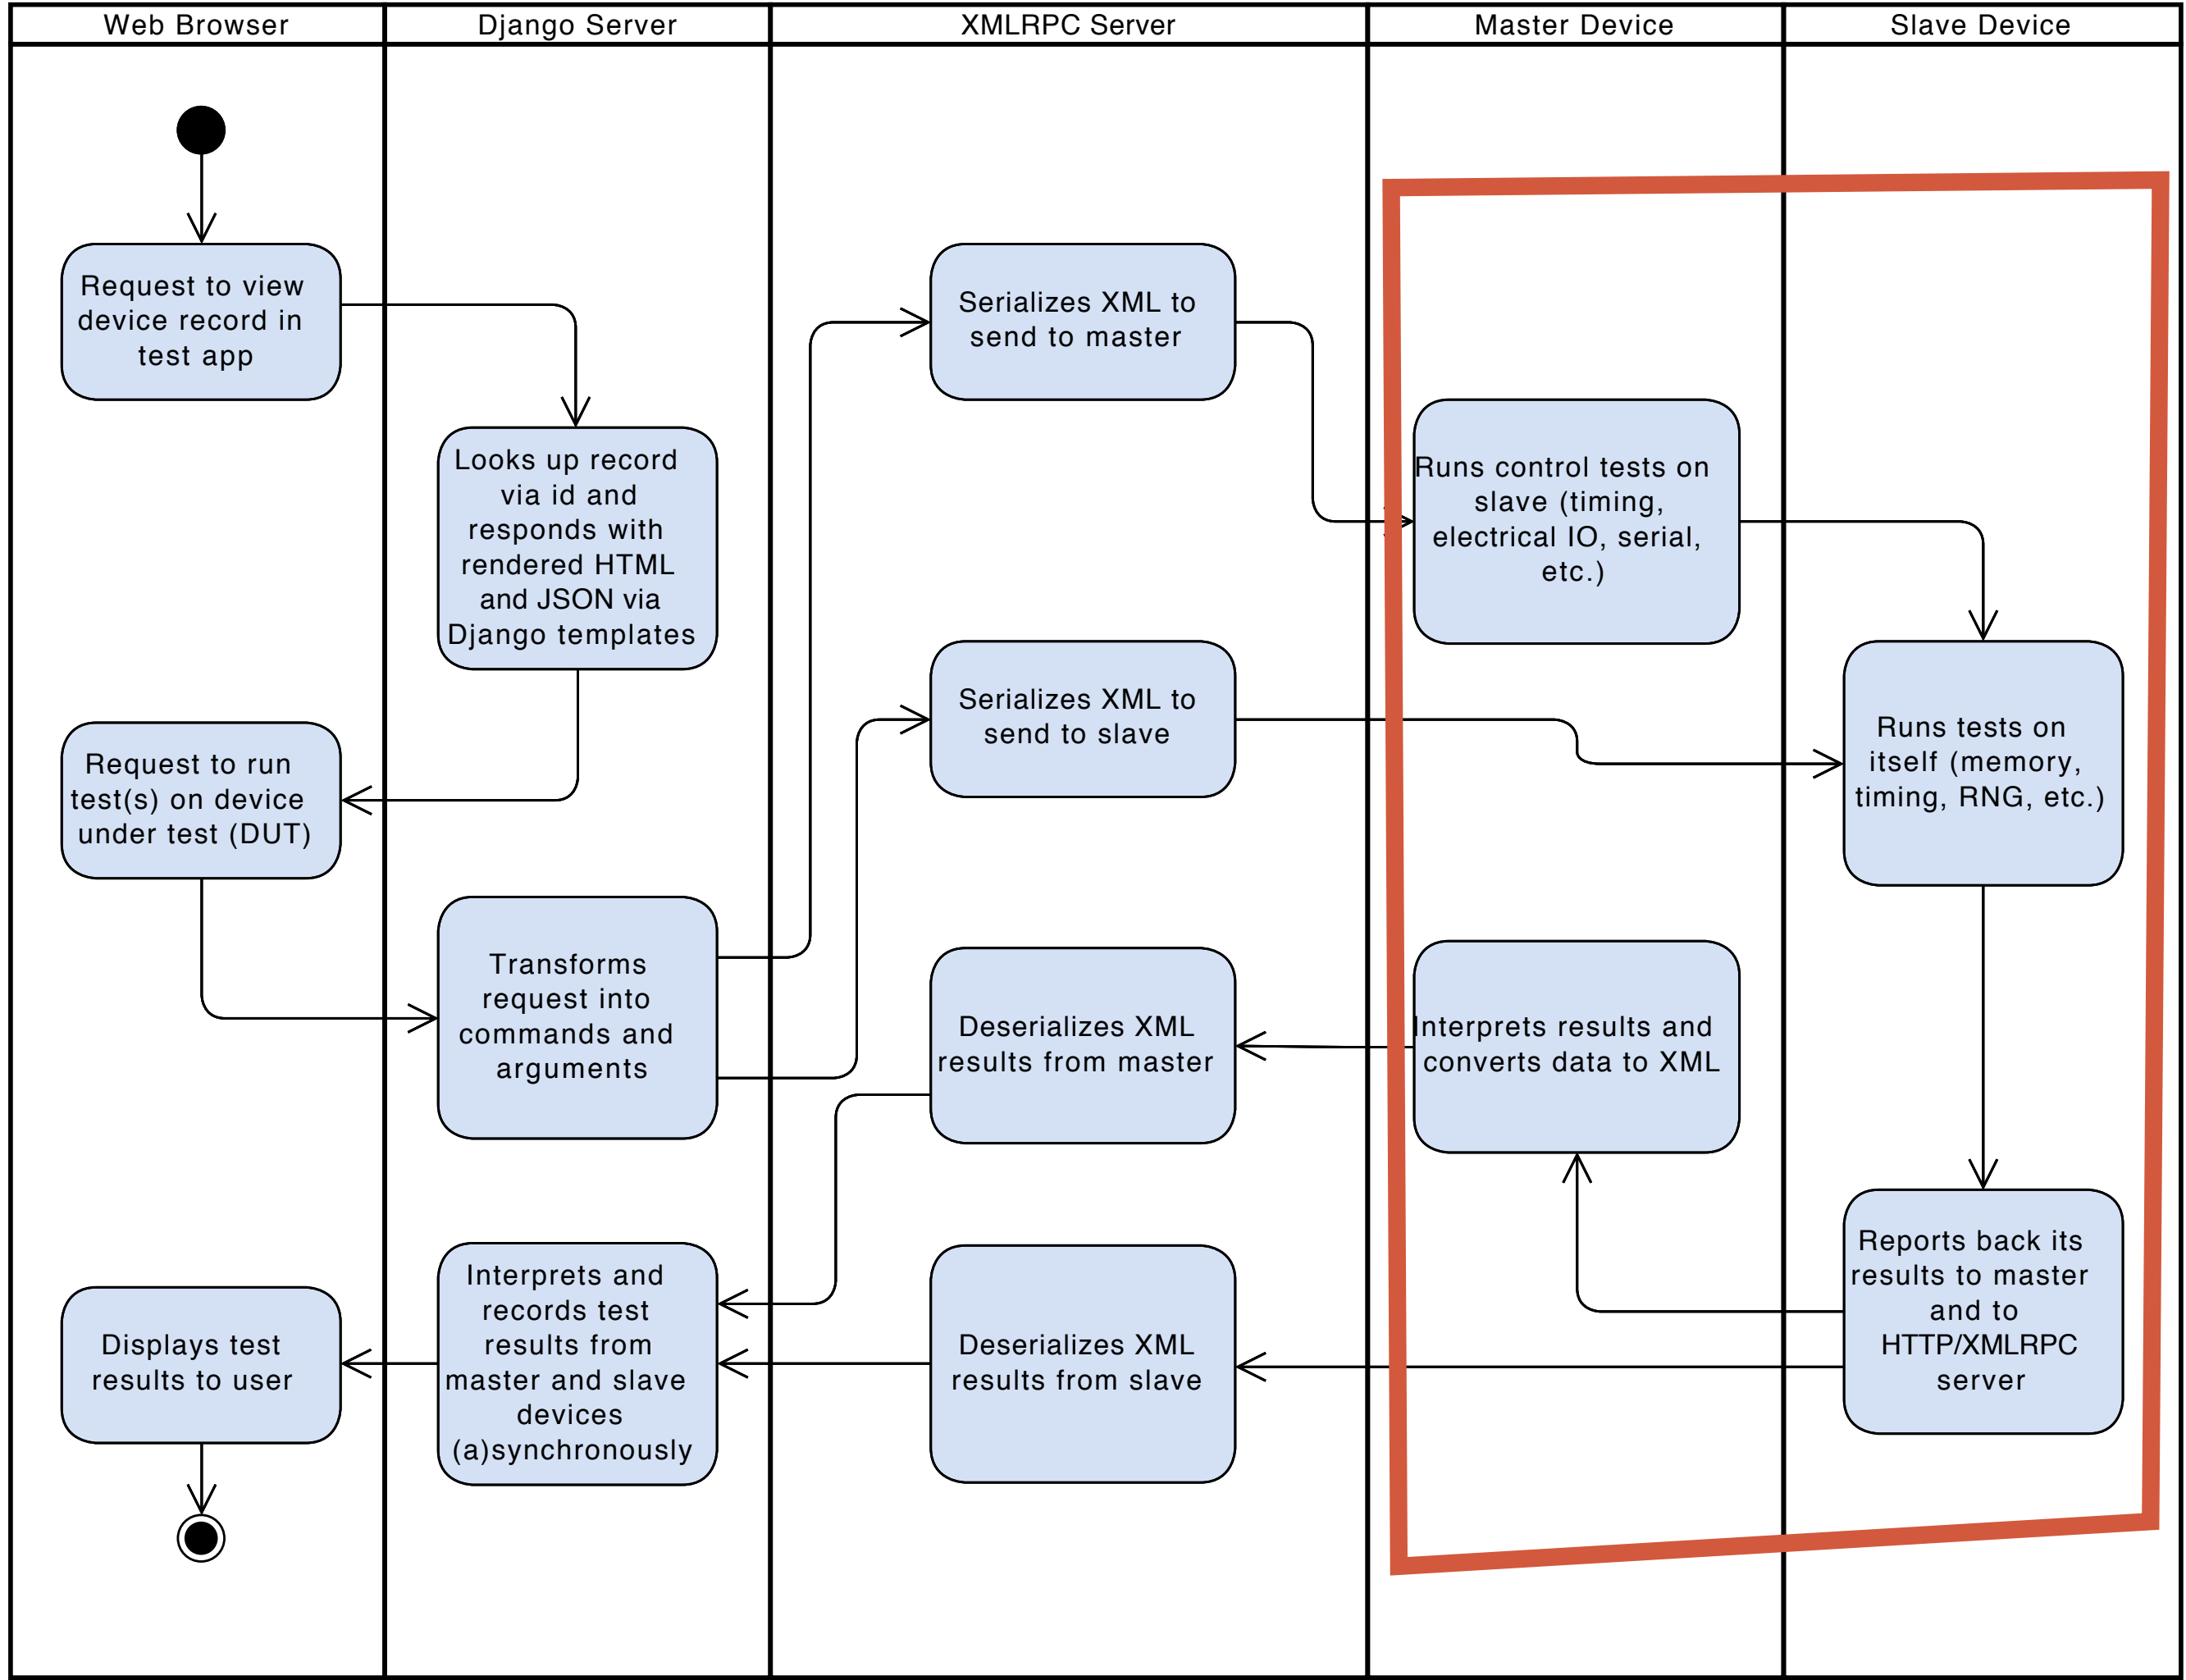 Web Browser
Django Server
XMLRPC Server
Master Device
Slave Device
Request to view
device record in
test app
Looks up record
via id and
responds with
rendered HTML
and JSON via
Django templates
Request to run
test(s) on device
under test (DUT)
Transforms
request into
commands and
arguments
Serializes XML to
send to master
Serializes XML to
send to slave
Runs control tests on
slave (timing,
electrical IO, serial,
etc.)
Runs tests on
itself (memory,
timing, RNG, etc.)
Reports back its
results to master
and to
HTTP/XMLRPC
server
Interprets results and
converts data to XML
Deserializes XML
results from master
Deserializes XML
results from slave
Interprets and
records test
results from
master and slave
devices
(a)synchronously
Displays test
results to user